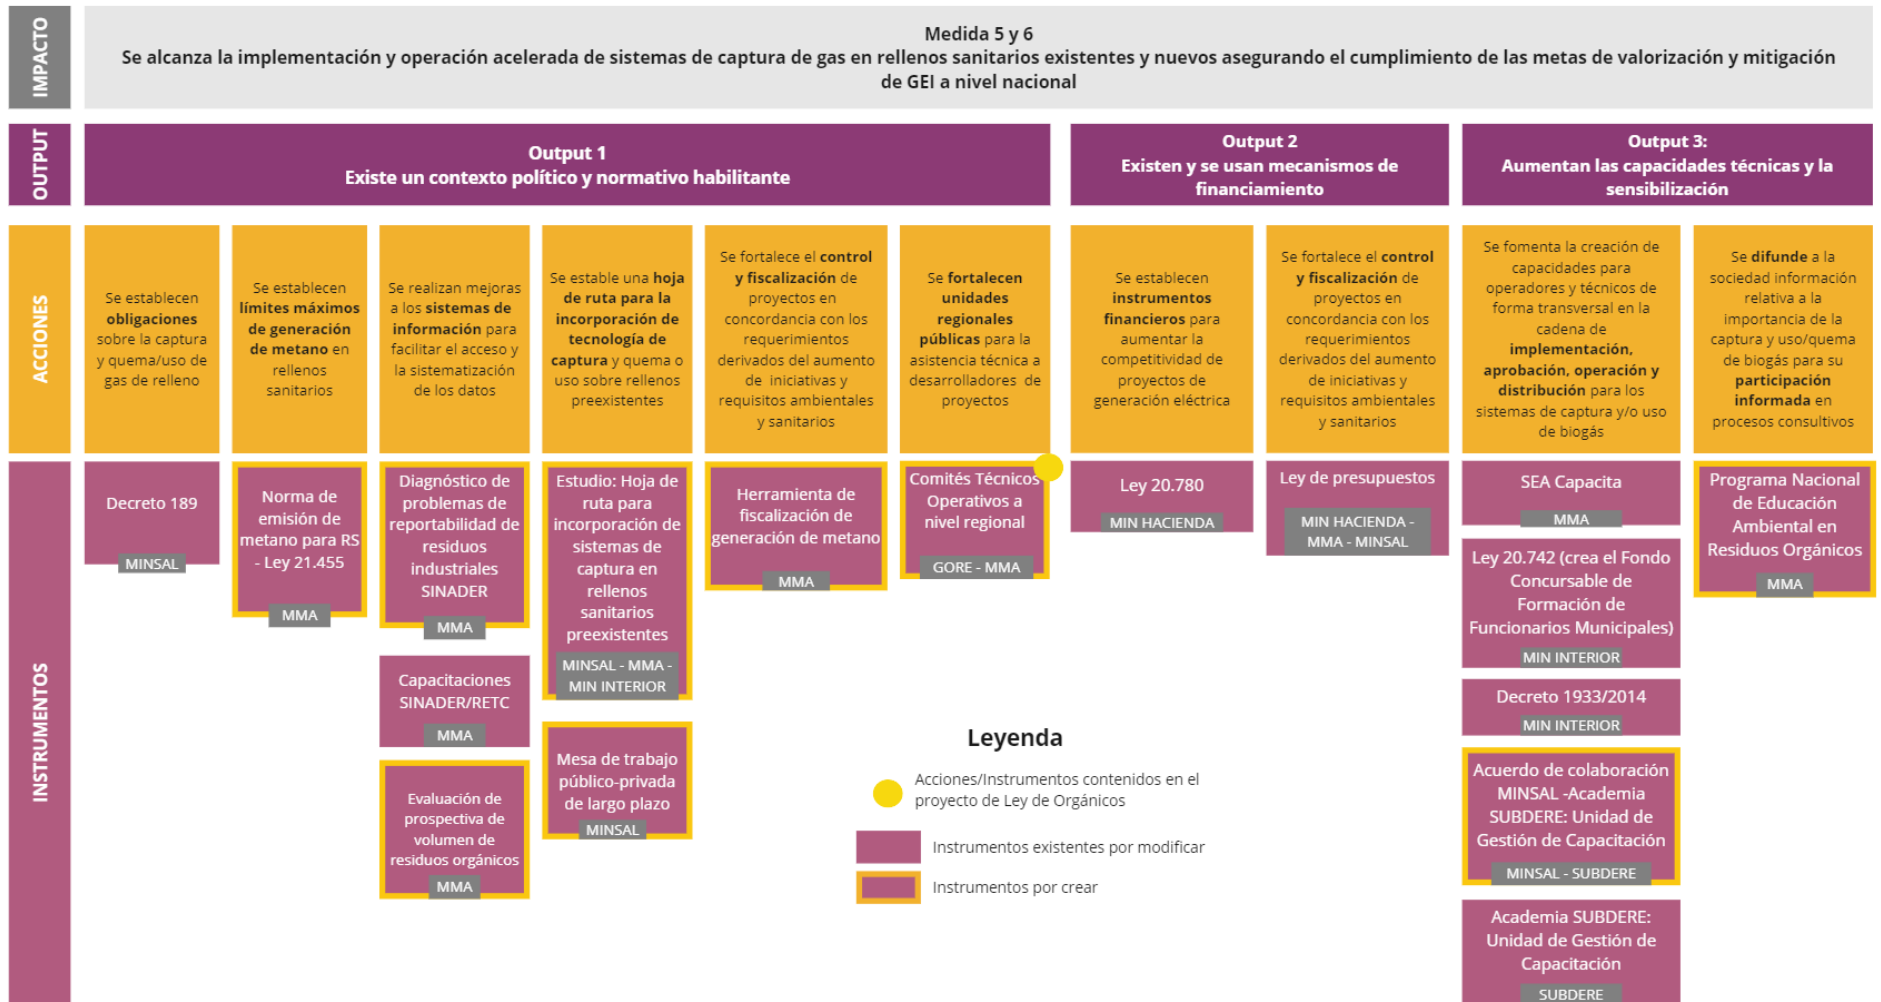 IMPACTO
Medida 5 y 6
Se alcanza la implementación y operación acelerada de sistemas de captura de gas en rellenos sanitarios existentes y nuevos asegurando el cumplimiento de las metas de valorización y mitigación
de GEI a nivel nacional
OUTPUT
Output 1
Existe un contexto político y normativo habilitante
Output 2
Existen y se usan mecanismos de
financiamiento
Output 3:
Aumentan las capacidades técnicas y la
sensibilización
ACCIONES
Se establecen
obligaciones
sobre la captura
y quema/uso de
gas de relleno
Se establecen
límites máximos
de generación
de metano en
rellenos
sanitarios
Se realizan mejoras
a los sistemas de
información para
facilitar el acceso y
la sistematización
de los datos
Se estable una hoja
de ruta para la
incorporación de
tecnología de
captura y quema o
uso sobre rellenos
preexistentes
Se fortalece el control
y fiscalización de
proyectos en
concordancia con los
requerimientos
derivados del aumento
de iniciativas y
requisitos ambientales
y sanitarios
Se fortalecen
unidades
regionales
públicas para la
asistencia técnica a
desarrolladores de
proyectos
Se establecen
instrumentos
financieros para
aumentar la
competitividad de
proyectos de
generación eléctrica
Se fortalece el control
y fiscalización de
proyectos en
concordancia con los
requerimientos
derivados del aumento
de iniciativas y
requisitos ambientales
y sanitarios
Se fomenta la creación de
capacidades para
operadores y técnicos de
forma transversal en la
cadena de
implementación,
aprobación, operación y
distribución para los
sistemas de captura y/o uso
de biogás
Se difunde a la
sociedad información
relativa a la
importancia de la
captura y uso/quema
de biogás para su
participación
informada en
procesos consultivos
INSTRUMENTOS
Decreto 189
MINSAL
Norma de
emisión de
metano para RS
- Ley 21.455
MMA
Diagnóstico de
problemas de
reportabilidad de
residuos
industriales
SINADER
MMA
Capacitaciones
SINADER/RETC
MMA
Evaluación de
prospectiva de
volumen de
residuos orgánicos
MMA
Estudio: Hoja de
ruta para
incorporación de
sistemas de
captura en
rellenos
sanitarios
preexistentes
MINSAL - MMA -
MIN INTERIOR
Mesa de trabajo
público-privada
de largo plazo
MINSAL
Herramienta de
fiscalización de
generación de metano
MMA
Comités Técnicos
Operativos a
nivel regional
GORE - MMA
Ley 20.780
MIN HACIENDA
Ley de presupuestos
MIN HACIENDA -
MMA - MINSAL
SEA Capacita
MMA
Ley 20.742 (crea el Fondo
Concursable de
Formación de
Funcionarios Municipales)
MIN INTERIOR
Decreto 1933/2014
MIN INTERIOR
Acuerdo de colaboración
MINSAL -Academia
SUBDERE: Unidad de
Gestión de Capacitación
MINSAL - SUBDERE
Academia SUBDERE:
Unidad de Gestión de
Capacitación
SUBDERE
Programa Nacional
de Educación
Ambiental en
Residuos Orgánicos
MMA
Leyenda
Acciones/Instrumentos contenidos en el
proyecto de Ley de Orgánicos
Instrumentos existentes por modificar
Instrumentos por crear